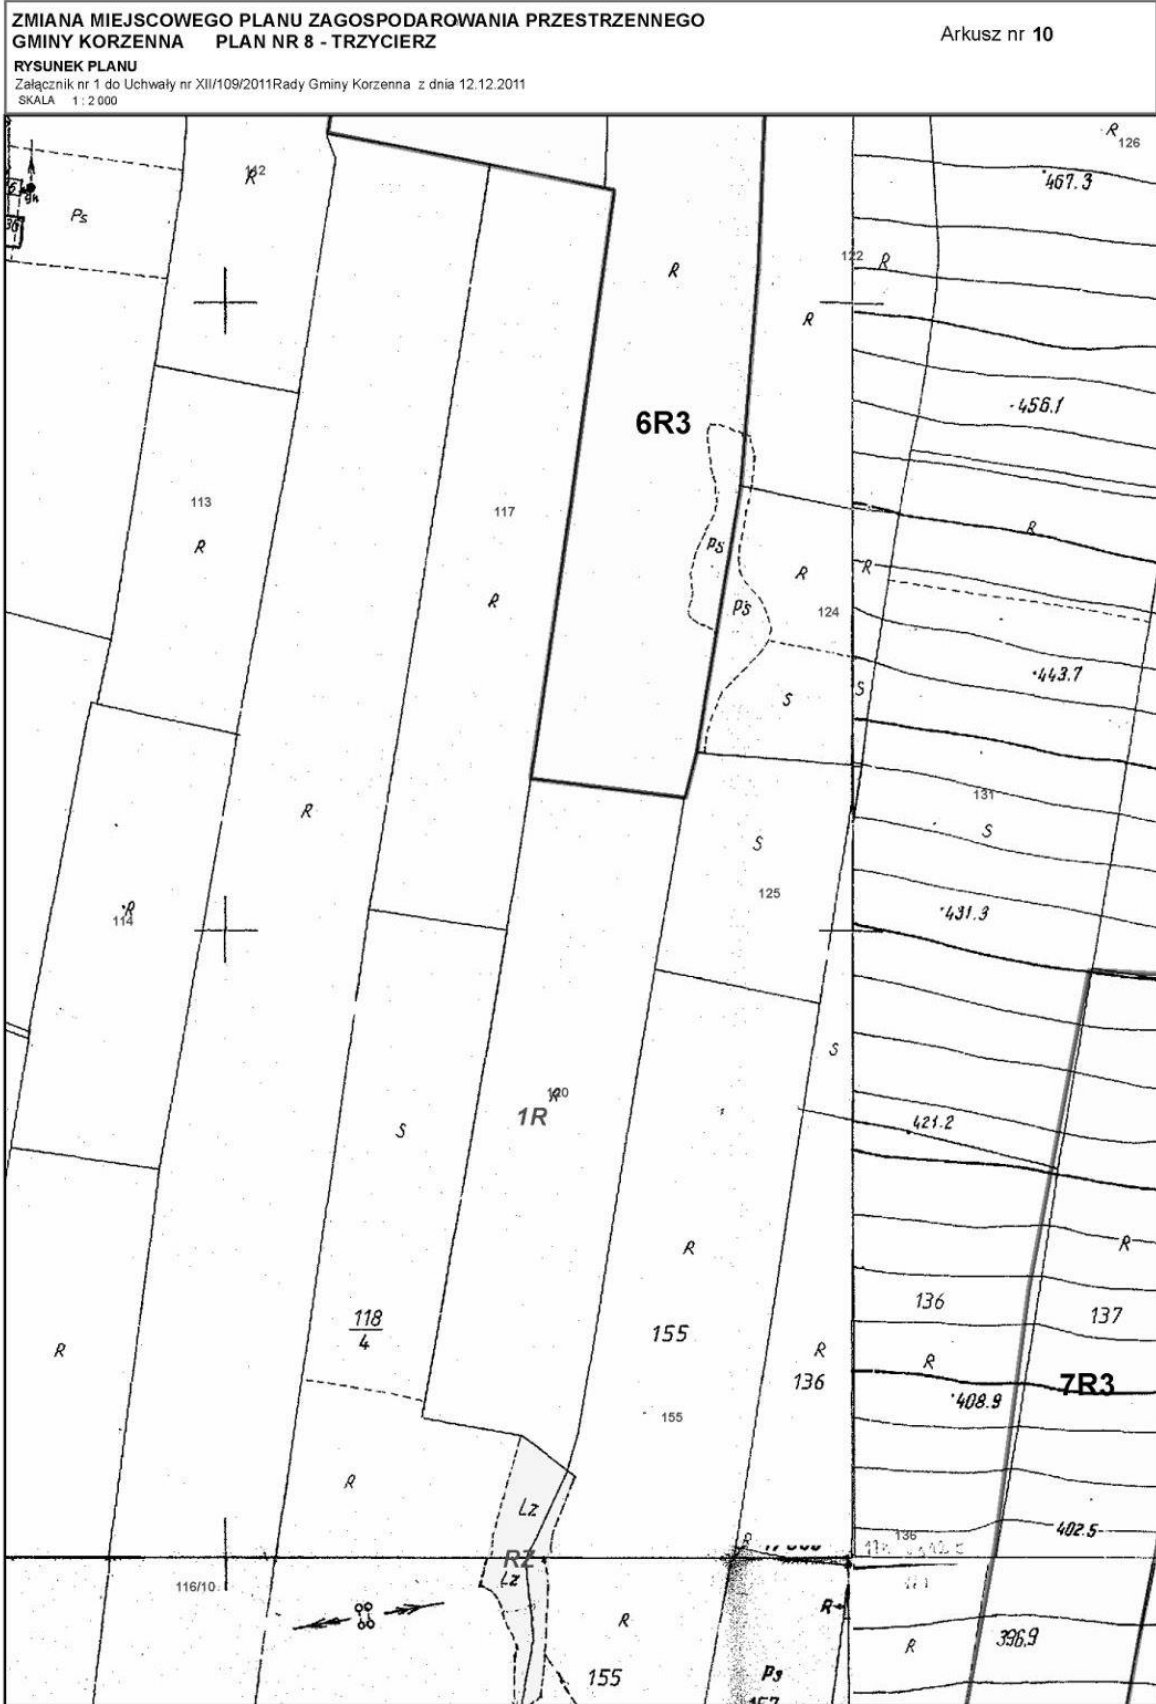 ZMIANA MIEJSCOWEGO PLANU ZAGOSPODAROWANIA PRZESTRZENNEGO
GMINY KORZENNA PLAN NR 8 - TRZYCIERZ
Arkusz nr 10
RYSUNEK PLANU
Załącznik nr 1 do Uchwały nr XII/109/2011Rady Gminy Korzenna z dnia 12.12.2011
SKALA 1 : 2 000
R
126
R
467.3
Ps
122 R
R
R
456.1
6R3
113
117
R
R
ps
R
R
R
ps
124
443.7
S
S
R
131
S
S
125
R
114
431.3
S
1R
421.2
S
R
R
136
137
118
4
155
R
R
R
136
7R3
408.9
155
R
Lz
402.5
R
136
RZ
Lz
116/10
R
R
R
396.9
155
ps
157